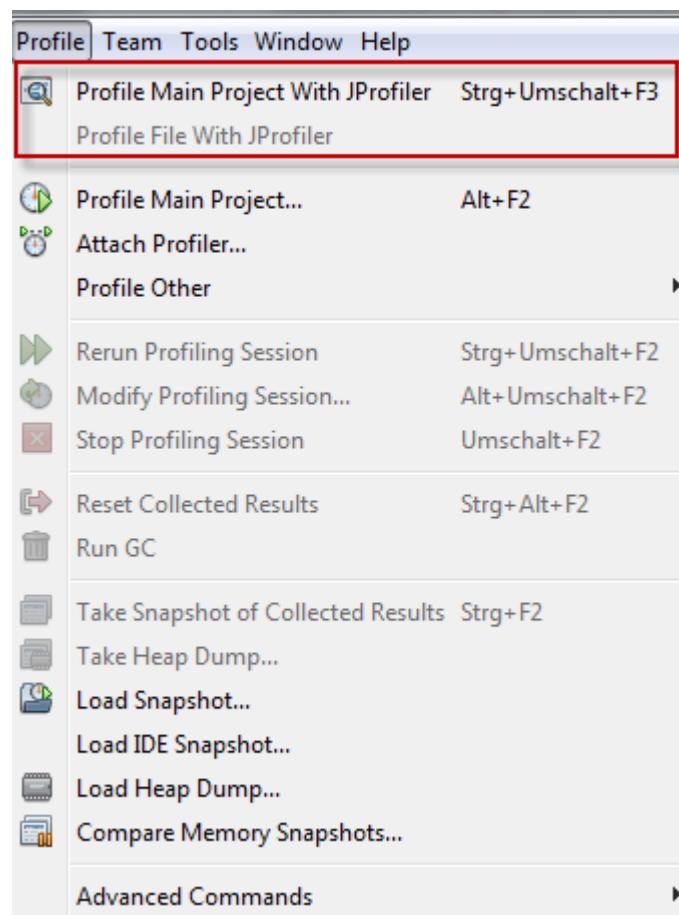 Profile Team Tools Window Help
Profile Main Project With JProfiler Strg+Umschalt+F3
Profile File With JProfiler
Profile Main Project... Alt+F2
Attach Profiler...
Profile Other
Rerun Profiling Session Strg+Umschalt+F2
Modify Profiling Session... Alt+Umschalt+F2
Stop Profiling Session Umschalt+F2
Reset Collected Results Strg+Alt+F2
Run GC
Take Snapshot of Collected Results Strg+F2
Take Heap Dump...
Load Snapshot...
Load IDE Snapshot...
Load Heap Dump...
Compare Memory Snapshots...
Advanced Commands